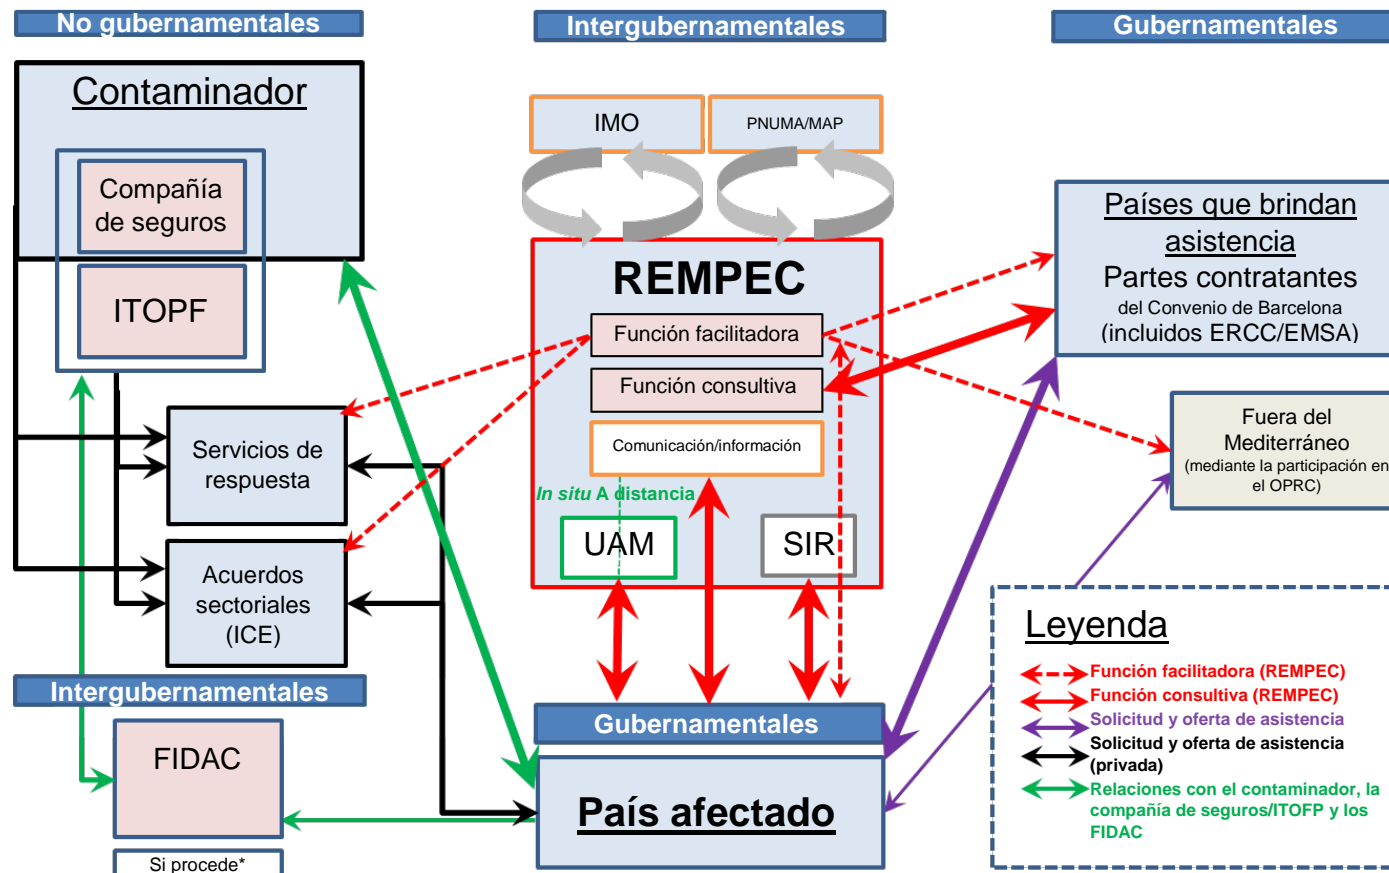 No gubernamentales
Intergubernamentales
Gubernamentales
Contaminador
Compañía
de seguros
ITOPF
IMO
PNUMA/MAP
REMPEC
Función facilitadora
Función consultiva
Comunicación/información
In situ A distancia
UAM
SIR
Países que brindan
asistencia
Partes contratantes
del Convenio de Barcelona
(incluidos ERCC/EMSA)
Fuera del
Mediterráneo
(mediante la participación en
el OPRC)
Servicios de
respuesta
Acuerdos
sectoriales
(ICE)
Intergubernamentales
FIDAC
Si procede*
Gubernamentales
País afectado
Leyenda
Función facilitadora (REMPEC)
Función consultiva (REMPEC)
Solicitud y oferta de asistencia
Solicitud y oferta de asistencia
(privada)
Relaciones con el contaminador, la
compañía de seguros/ITOFP y los
FIDAC